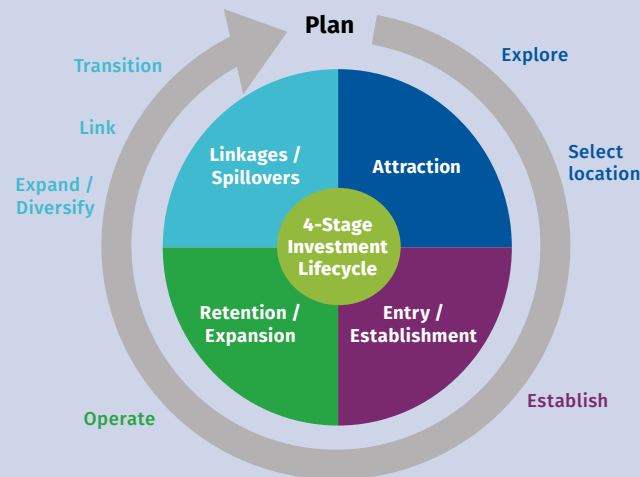 Plan
Explore
Select
location
Establish
Operate
Expand /
Diversify
Link
Transition
Attraction
Entry /
Establishment
Retention /
Expansion
Linkages /
Spillovers
4-Stage
Investment
Lifecycle